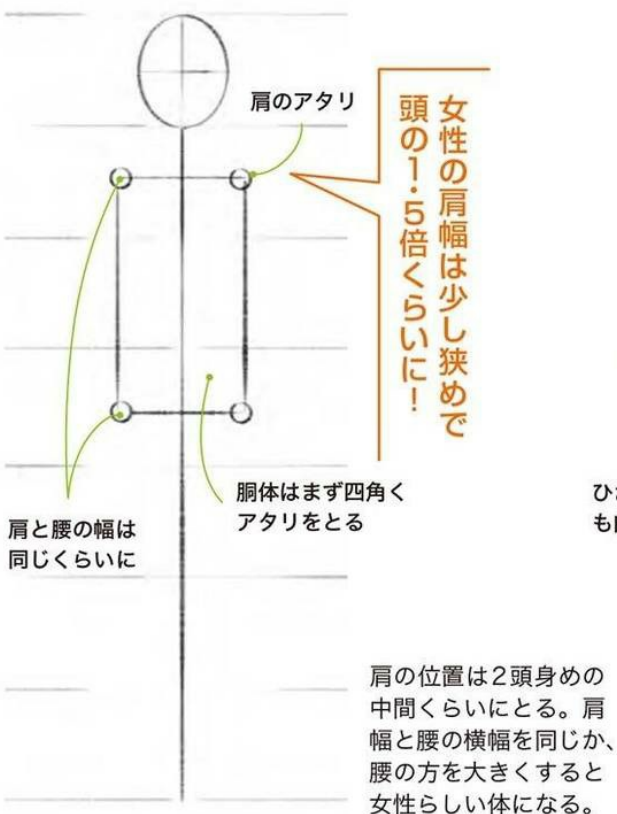 肩のアタリ
女性の肩幅は少し狭めで
頭の1・5倍くらいに!
胴体はまず四角く
アタリをとる
肩と腰の幅は
同じくらいに
ひ
も
肩の位置は2頭身めの
中間くらいにとる。肩
幅と腰の横幅を同じか、
腰の方を大きくすると
女性らしい体になる。